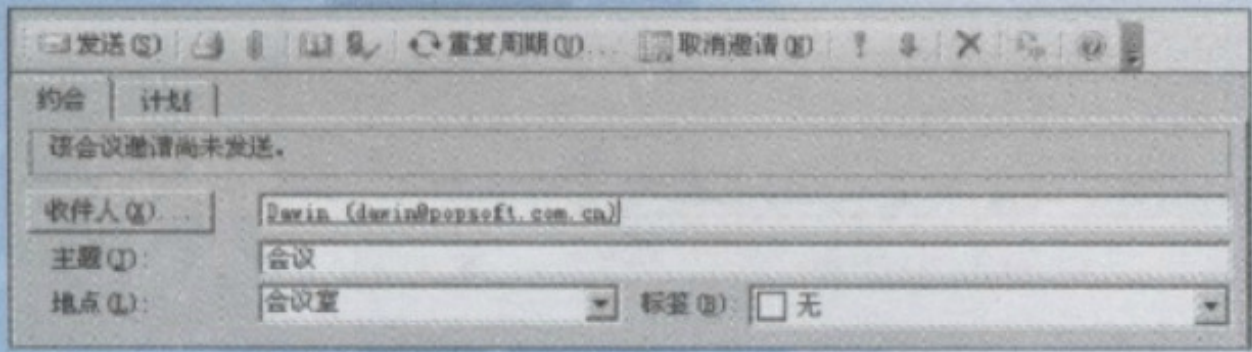 发送(S) 重复周期(U)... 取消邀请(N)
约会 计划
该会议邀请尚未发送。
收件人(X)... Dawin (dawin@popsoft.com.cn)
主题(J): 会议
地点(L): 会议室 标签(B) 无